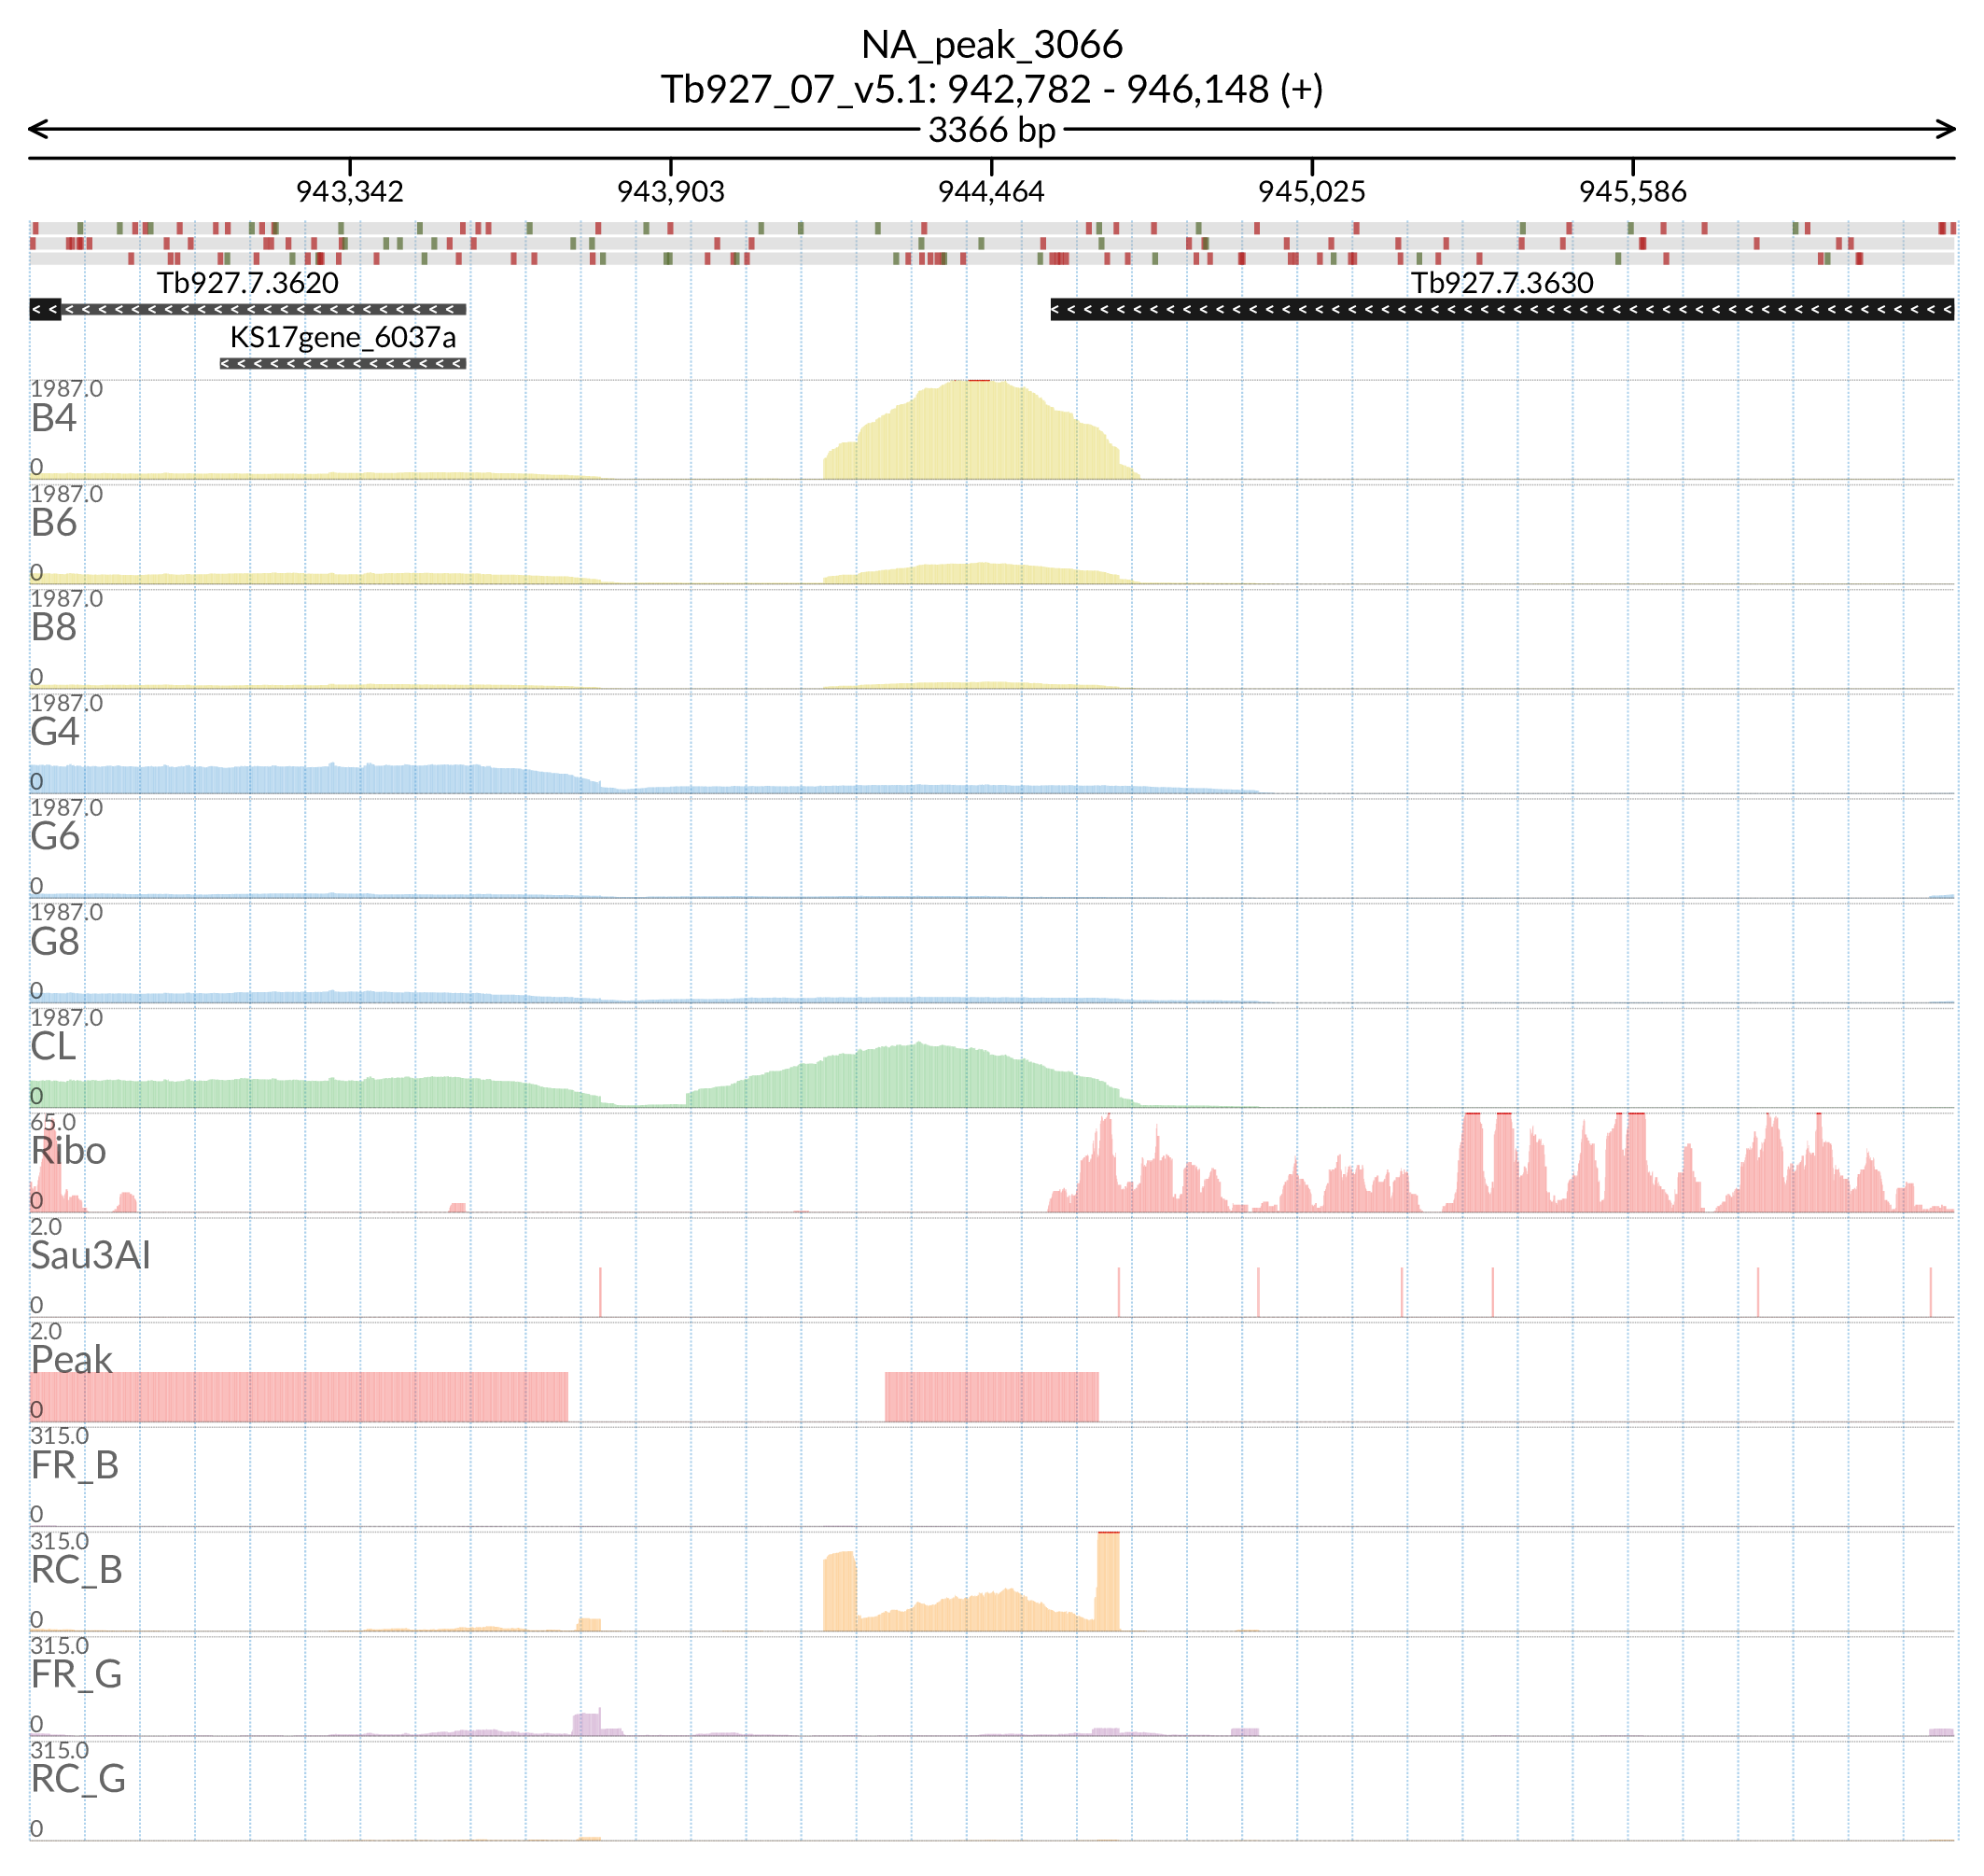 NA_peak_3066
Tb927_07_v5.1: 942,782 - 946,148 (+)
3366 bp
943,342 943,903 944,464 945,025 945,586
Tb927.7.3620 Tb927.7.3630
KS17gene_6037a
1987.0
B4
0
1987.0
B6
0
1987.0
B8
0
1987.0
G4
0
1987.0
G6
0
1987.0
G8
0
1987.0
CL
0
65.0
Ribo
0
2.0
Sau3AI
0
2.0
Peak
0
315.0
FR_B
0
315.0
RC_B
0
315.0
FR_G
0
315.0
RC_G
0